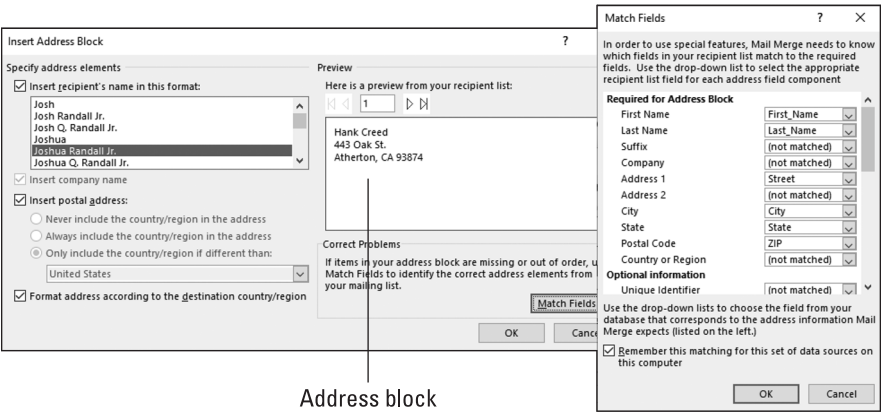 Insert Address Block
?
Specify address elements
Insert recipient's name in this format:
Josh
Josh Randall Jr.
Josh Q. Randall Jr.
Joshua
Joshua Randall Jr.
Joshua Q. Randall Jr.
Insert company name
Insert postal address:
Never include the country/region in the address
Always include the country/region in the address
Only include the country/region if different than:
United States
Format address according to the destination country/region
Preview
Here is a preview from your recipient list:
1
Hank Creed
443 Oak St.
Atherton, CA 93874
Correct Problems
If items in your address block are missing or out of order, u
Match Fields to identify the correct address elements from
your mailing list.
Match Fields
OK
Cance
Address block
Match Fields
?
In order to use special features, Mail Merge needs to know
which fields in your recipient list match to the required
fields. Use the drop-down list to select the appropriate
recipient list field for each address field component
Required for Address Block
First Name First_Name
Last Name Last_Name
Suffix (not matched)
Company (not matched)
Address 1 Street
Address 2 (not matched)
City City
State State
Postal Code ZIP
Country or Region (not matched)
Optional information
Unique Identifier (not matched)
Use the drop-down lists to choose the field from your
database that corresponds to the address information Mail
Merge expects (listed on the left.)
Remember this matching for this set of data sources on
this computer
OK
Cancel